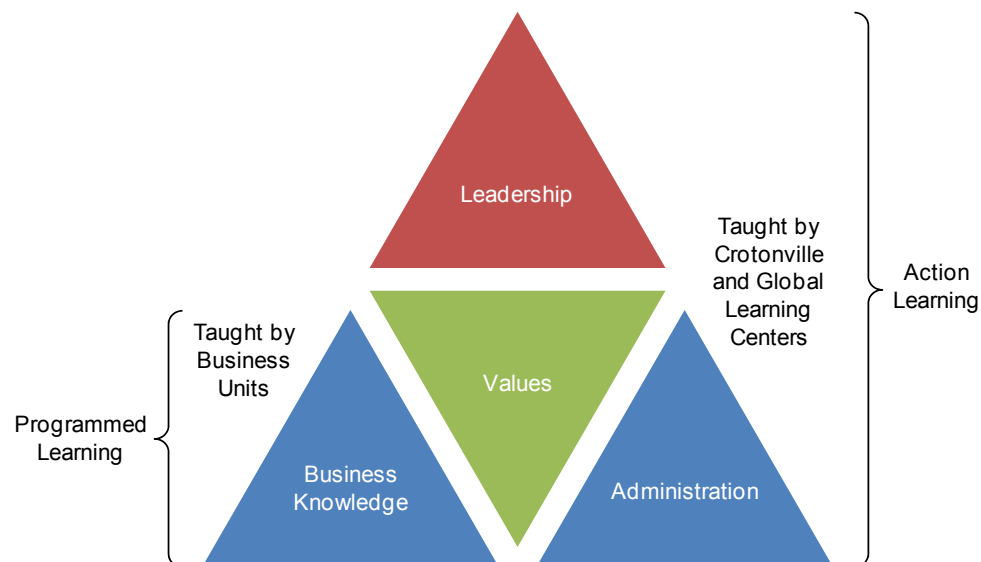 Leadership
Taught by
Crotonville
and Global
Learning
Centers
Action
Learning
Taught by
Business
Units
Values
Programmed
Learning
Business
Knowledge
Administration